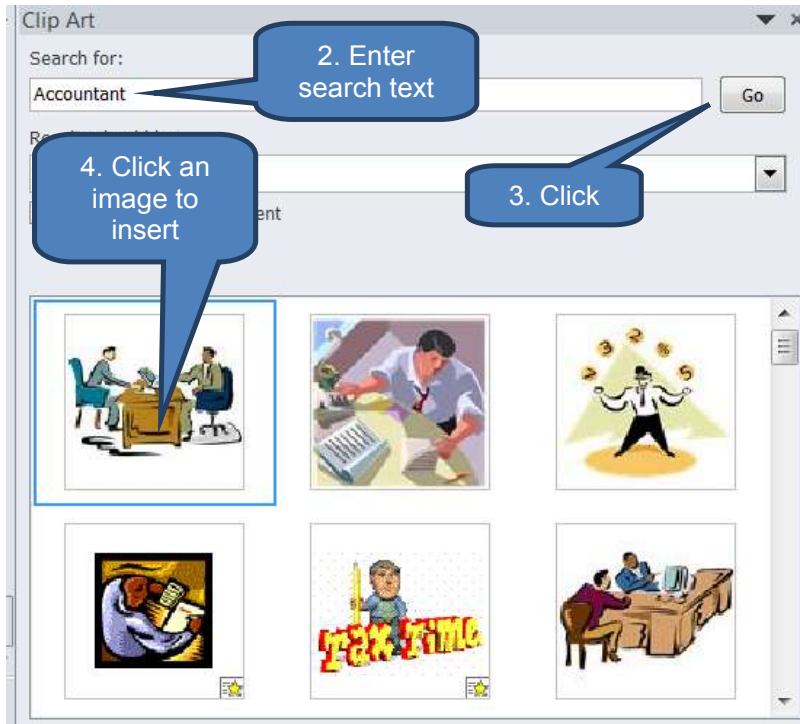 Clip Art
Search for:
2. Enter
search text
Accountant
Go
4. Click an
image to
insert
3. Click
ent
Tax Time